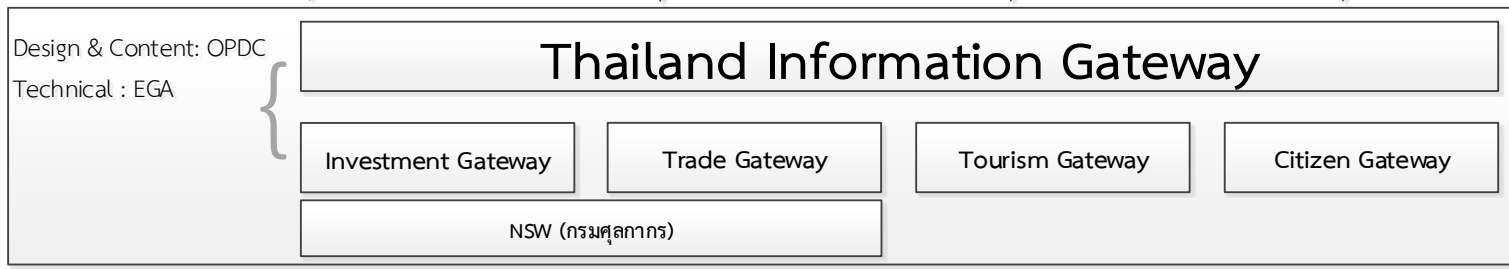 Design & Content: OPDC
Technical : EGA
Thailand Information Gateway
Investment Gateway
Trade Gateway
Tourism Gateway
Citizen Gateway
NSW (กรมศุลกากร)